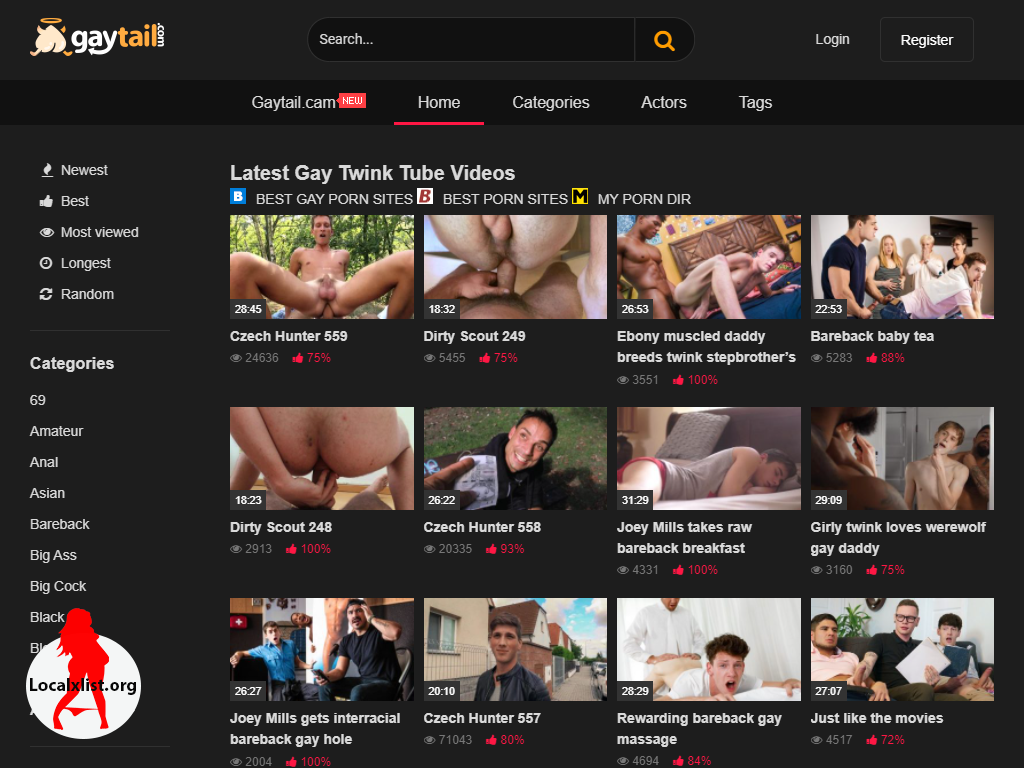 gaytail.com
Search...
Login
Register
Gaytail.cam NEW
Home
Categories
Actors
Tags
Newest
Best
Most viewed
Longest
Random
Categories
69
Amateur
Anal
Asian
Bareback
Big Ass
Big Cock
Black
Localxlist.org
Latest Gay Twink Tube Videos
B BEST GAY PORN SITES B BEST PORN SITES M MY PORN DIR
28:45
Czech Hunter 559
24636 75%
18:32
Dirty Scout 249
5455 75%
26:53
Ebony muscled daddy
breeds twink stepbrother's
3551 100%
22:53
Bareback baby tea
5283 88%
18:23
Dirty Scout 248
2913 100%
26:22
Czech Hunter 558
20335 93%
31:29
Joey Mills takes raw
bareback breakfast
4331 100%
29:09
Girly twink loves werewolf
gay daddy
3160 75%
26:27
Joey Mills gets interracial
bareback gay hole
2004 100%
20:10
Czech Hunter 557
71043 80%
28:29
Rewarding bareback gay
massage
4694 84%
27:07
Just like the movies
4517 72%